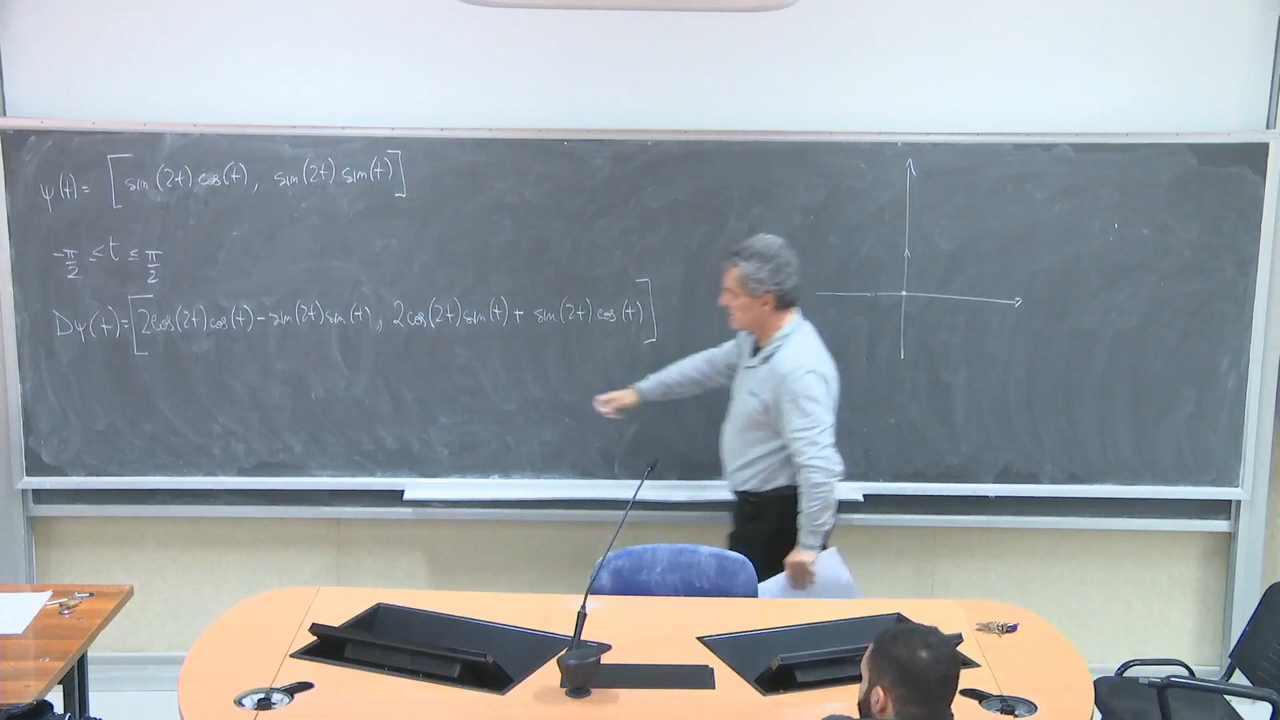 ψ(t) = [sin(2t) cos(t), sin(2t) sin(t)]
-π/2 ≤ t ≤ π/2
Dψ(t) = [2cos(2t)cos(t) - sin(2t)sin(t), 2cos(2t)sin(t) + sin(2t)cos(t)]